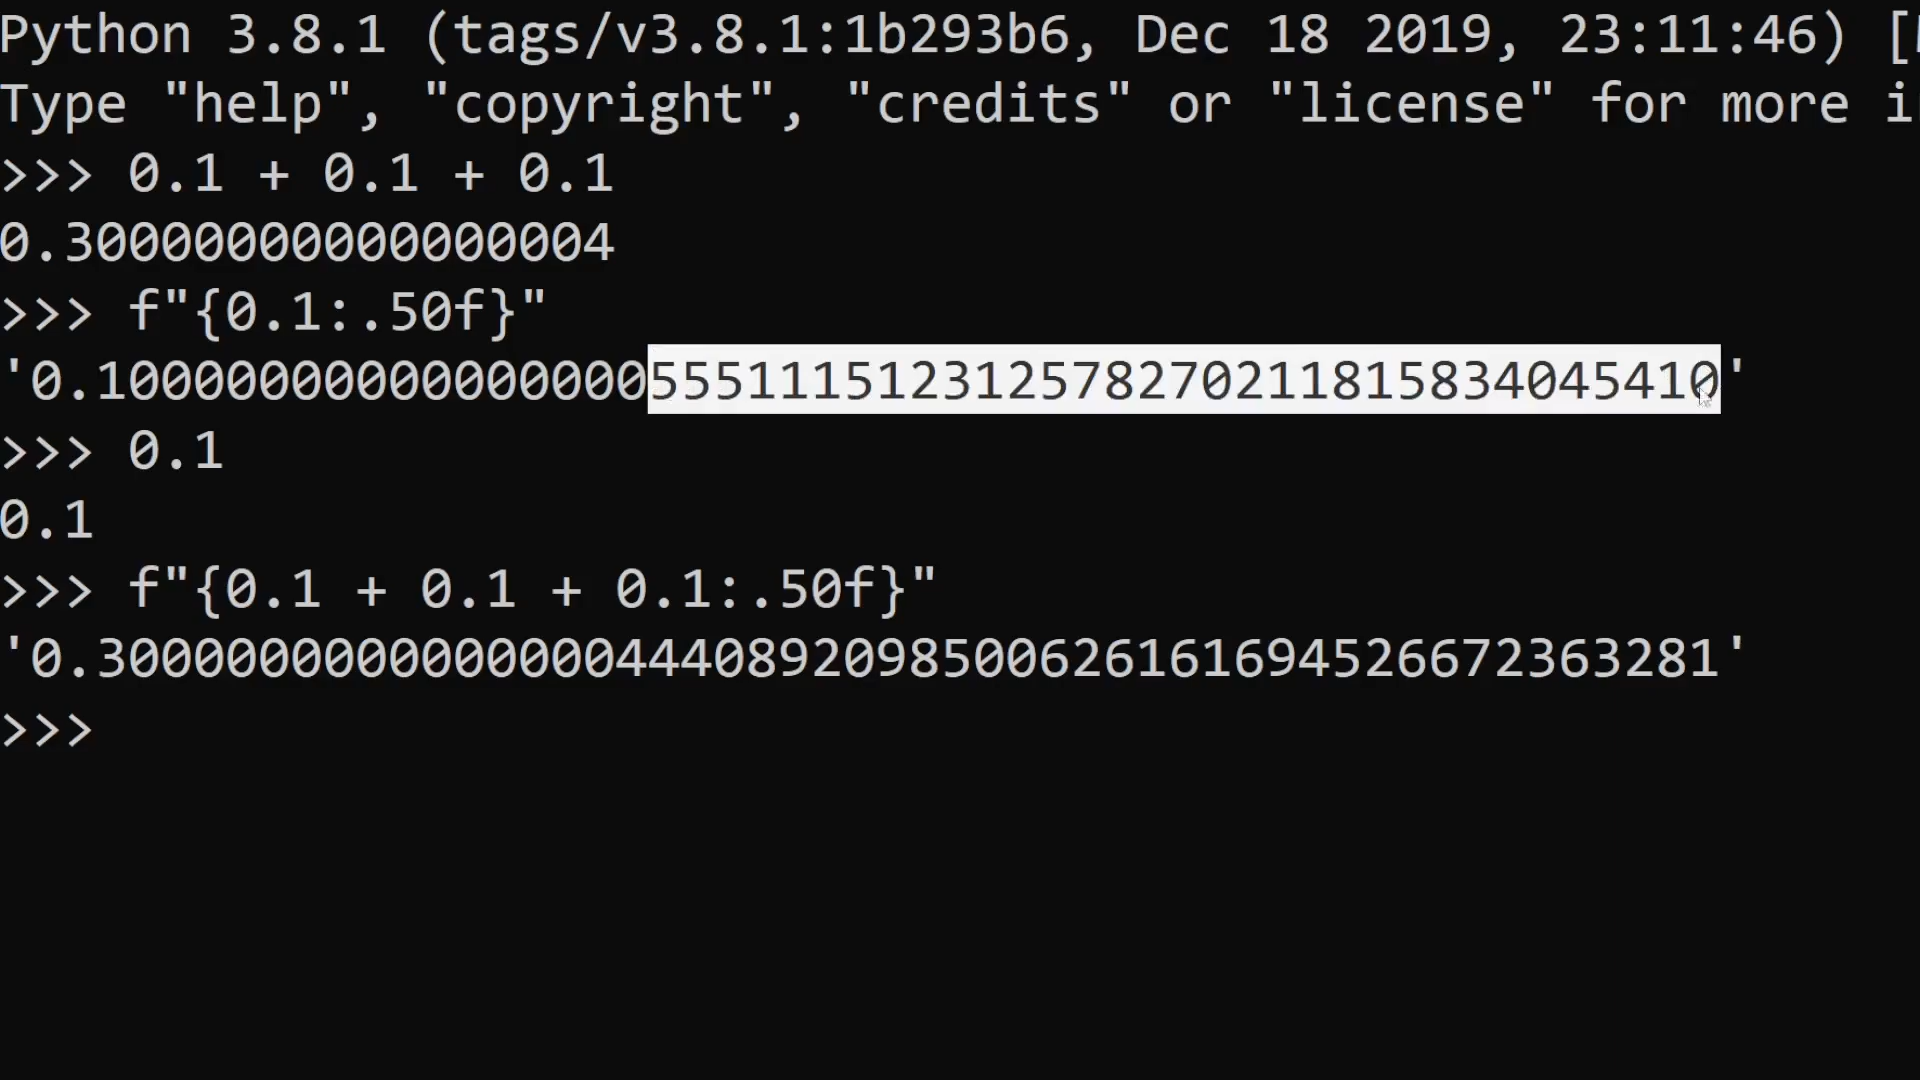 Python 3.8.1 (tags/v3.8.1:1b293b6, Dec 18 2019, 23:11:46) [
Type "help", "copyright", "credits" or "license" for more i
>>> 0.1 + 0.1 + 0.1
0.30000000000000004
>>> f"{0.1:.50f}"
'0.10000000000000000555111512312578270211815834045410'
>>> 0.1
0.1
>>> f"{0.1 + 0.1 + 0.1:.50f}"
'0.30000000000000004440892098500626161694526672363281'
>>>